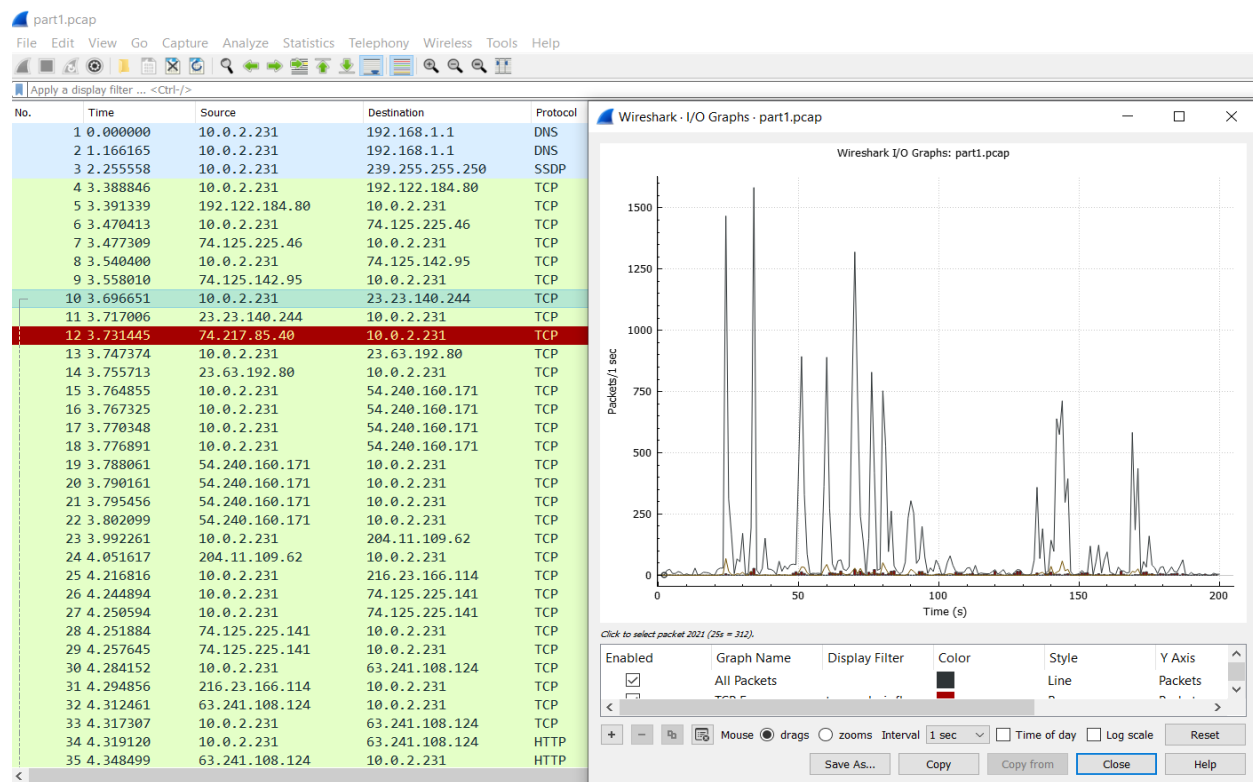 part1.pcap
File Edit View Go Capture Analyze Statistics Telephony Wireless Tools Help
Apply a display filter ... <Ctrl-/>
No. Time Source Destination Protocol
1 0.000000 10.0.2.231 192.168.1.1 DNS
2 1.166165 10.0.2.231 192.168.1.1 DNS
3 2.255558 10.0.2.231 239.255.255.250 SSDP
4 3.388846 10.0.2.231 192.122.184.80 TCP
5 3.391339 192.122.184.80 10.0.2.231 TCP
6 3.470413 10.0.2.231 74.125.225.46 TCP
7 3.477309 74.125.225.46 10.0.2.231 TCP
8 3.540400 10.0.2.231 74.125.142.95 TCP
9 3.558010 74.125.142.95 10.0.2.231 TCP
10 3.696651 10.0.2.231 23.23.140.244 TCP
11 3.717006 23.23.140.244 10.0.2.231 TCP
12 3.731445 74.217.85.40 10.0.2.231 TCP
13 3.747374 10.0.2.231 23.63.192.80 TCP
14 3.755713 23.63.192.80 10.0.2.231 TCP
15 3.764855 10.0.2.231 54.240.160.171 TCP
16 3.767325 10.0.2.231 54.240.160.171 TCP
17 3.770348 10.0.2.231 54.240.160.171 TCP
18 3.776891 10.0.2.231 54.240.160.171 TCP
19 3.788061 54.240.160.171 10.0.2.231 TCP
20 3.790161 54.240.160.171 10.0.2.231 TCP
21 3.795456 54.240.160.171 10.0.2.231 TCP
22 3.802099 54.240.160.171 10.0.2.231 TCP
23 3.992261 10.0.2.231 204.11.109.62 TCP
24 4.051617 204.11.109.62 10.0.2.231 TCP
25 4.216816 10.0.2.231 216.23.166.114 TCP
26 4.244894 10.0.2.231 74.125.225.141 TCP
27 4.250594 10.0.2.231 74.125.225.141 TCP
28 4.251884 74.125.225.141 10.0.2.231 TCP
29 4.257645 74.125.225.141 10.0.2.231 TCP
30 4.284152 10.0.2.231 63.241.108.124 TCP
31 4.294856 216.23.166.114 10.0.2.231 TCP
32 4.312461 63.241.108.124 10.0.2.231 TCP
33 4.317307 10.0.2.231 63.241.108.124 TCP
34 4.319120 10.0.2.231 63.241.108.124 HTTP
35 4.348499 63.241.108.124 10.0.2.231 HTTP
Wireshark · I/O Graphs · part1.pcap
Wireshark I/O Graphs: part1.pcap
1500
1250
1000
750
500
250
0
Packets/1 sec
0 50 100 150 200
Time (s)
Click to select packet 2021 (25s = 312).
Enabled Graph Name Display Filter Color Style Y Axis
All Packets Line Packets
Mouse drags zooms Interval 1 sec Time of day Log scale Reset
Save As... Copy Copy from Close Help